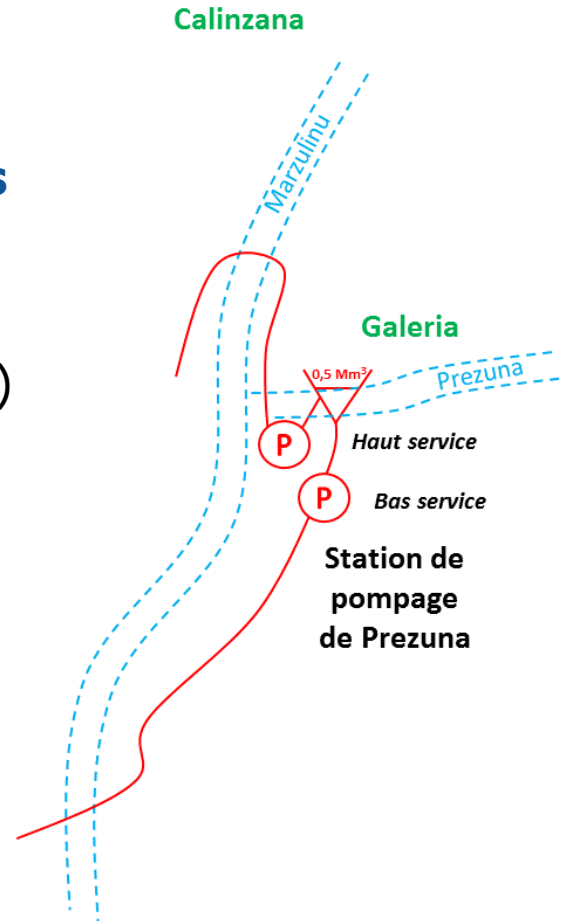 Calinzana
s
Marzulinu
)
Galeria
0,5 Mm³
Prezuna
P
Haut service
P
Bas service
Station de
pompage
de Prezuna